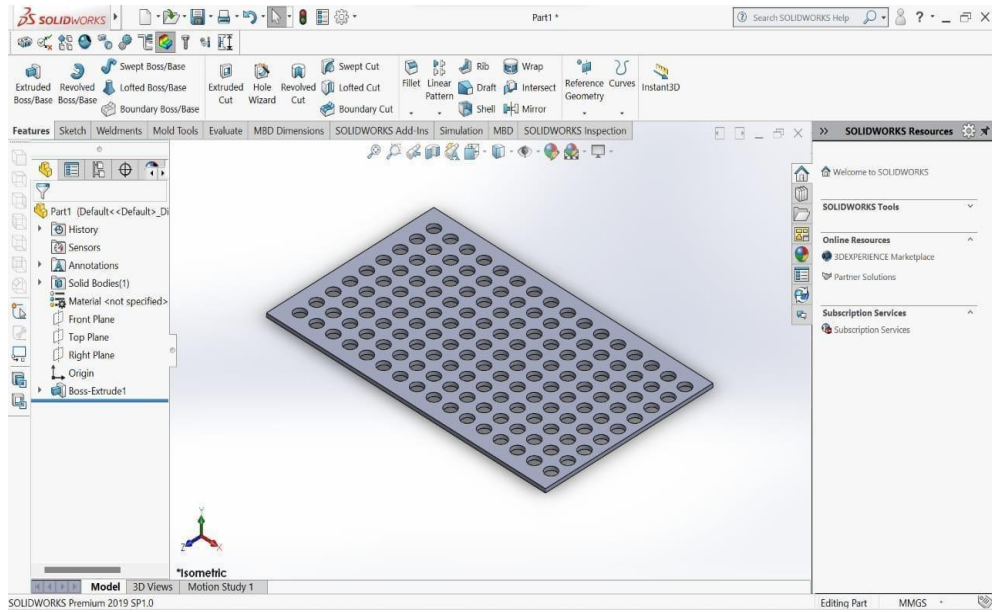 SOLIDWORKS
Part1 *
Search SOLIDWORKS Help
Extruded Boss/Base
Revolved Boss/Base
Swept Boss/Base
Lofted Boss/Base
Boundary Boss/Base
Extruded Cut
Hole Wizard
Revolved Cut
Swept Cut
Lofted Cut
Boundary Cut
Fillet
Linear Pattern
Rib
Draft
Shell
Wrap
Intersect
Mirror
Reference Geometry
Curves
Instant3D
Features Sketch Weldments Mold Tools Evaluate MBD Dimensions SOLIDWORKS Add-Ins Simulation MBD SOLIDWORKS Inspection
Part1 (Default<<Default>_Di
History
Sensors
Annotations
Solid Bodies(1)
Material <not specified>
Front Plane
Top Plane
Right Plane
Origin
Boss-Extrude1
Y
Z
X
*Isometric
SOLIDWORKS Resources
Welcome to SOLIDWORKS
SOLIDWORKS Tools
Online Resources
3DEXPERIENCE Marketplace
Partner Solutions
Subscription Services
Subscription Services
Model 3D Views Motion Study 1
SOLIDWORKS Premium 2019 SP1.0
Editing Part MMGS